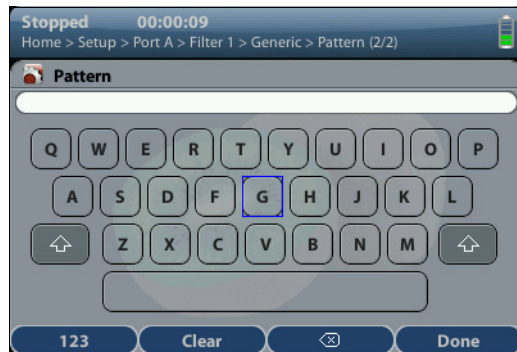 Stopped 00:00:09
Home > Setup > Port A > Filter 1 > Generic > Pattern (2/2)
Pattern
Q W E R T Y U I O P
A S D F G H J K L
Z X C V B N M
123 Clear Done